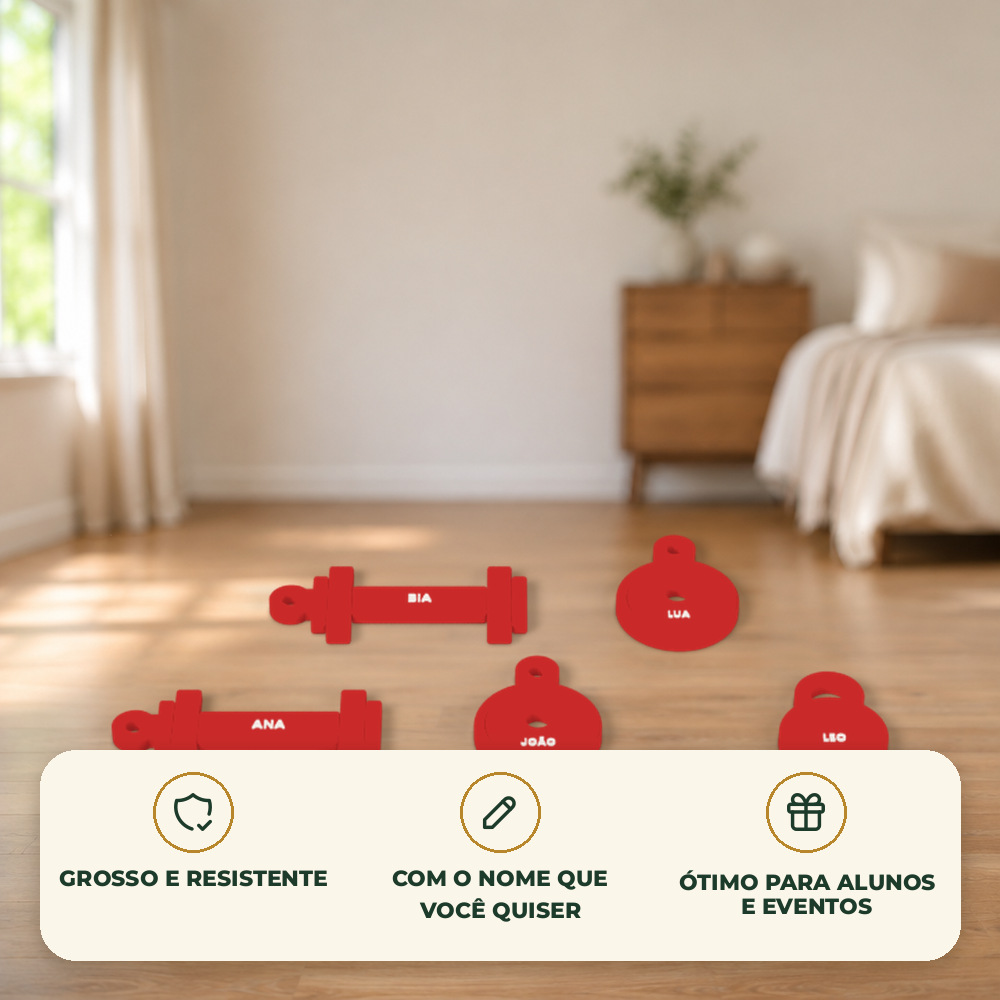 BIA
LUA
ANA
JOÃO
LEO
GROSSO E RESISTENTE
COM O NOME QUE
VOCÊ QUISER
ÓTIMO PARA ALUNOS
E EVENTOS